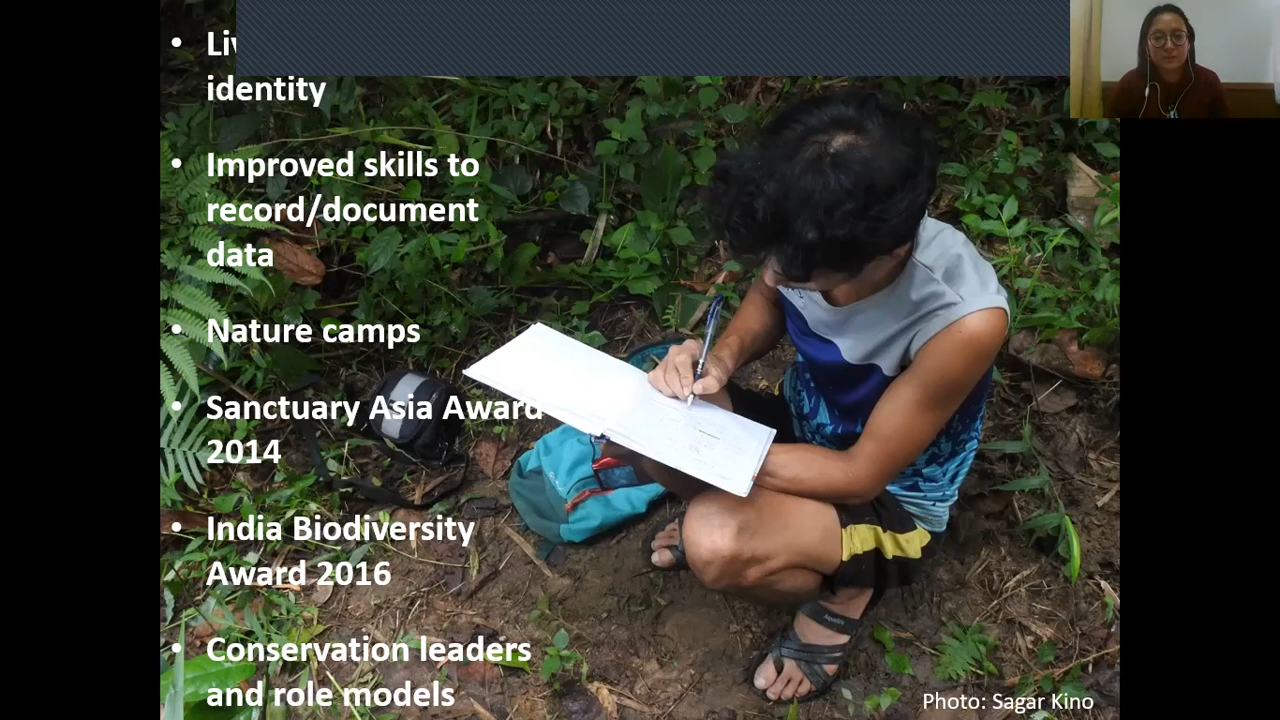 • identity
• Improved skills to
record/document
data
• Nature camps
• Sanctuary Asia Award
2014
• India Biodiversity
Award 2016
• Conservation leaders
and role models
Photo: Sagar Kino